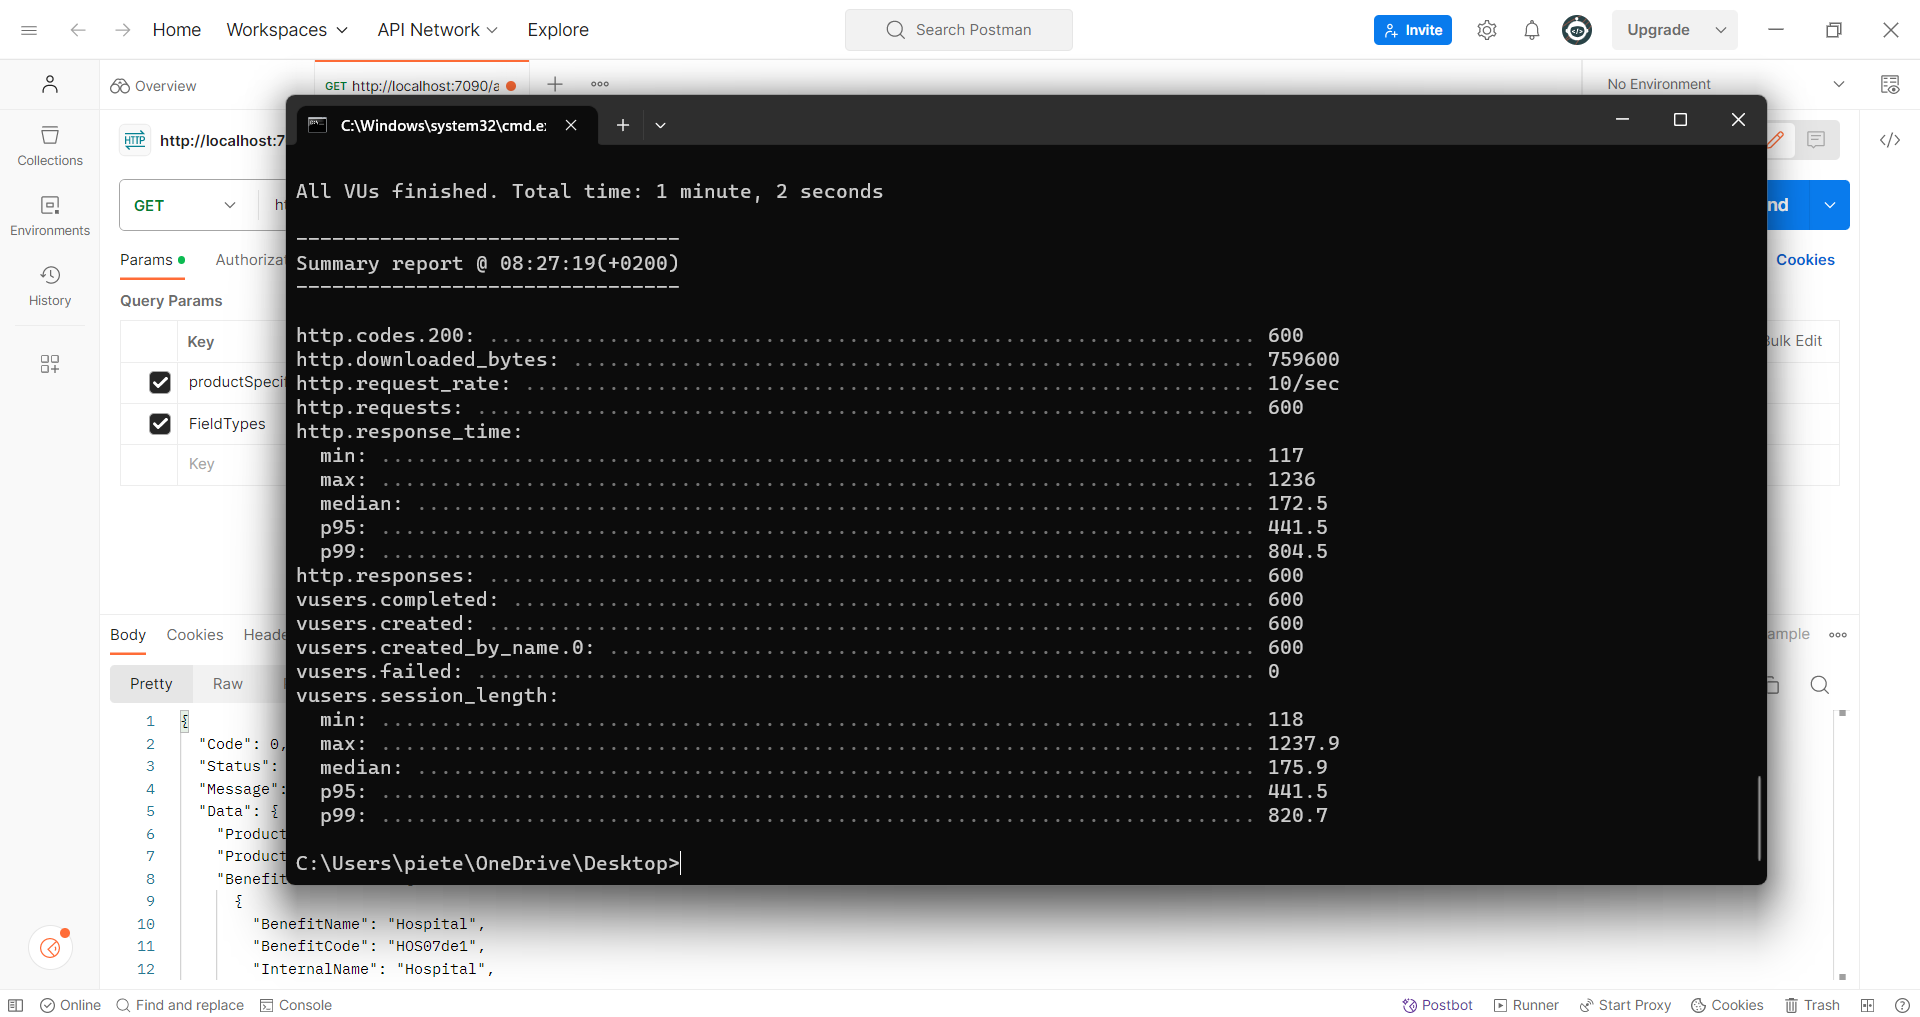 Home Workspaces API Network Explore Search Postman Invite Upgrade
Overview GET http://localhost:7090/a No Environment
C:\Windows\system32\cmd.e
HTTP http://localhost:7
Collections
GET
Environments
Params Authoriza Cookies
History
Query Params
Key Bulk Edit
productSpecif
FieldTypes
Key
All VUs finished. Total time: 1 minute, 2 seconds
--------------------------------
Summary report @ 08:27:19(+0200)
--------------------------------
http.codes.200: ................................................................ 600
http.downloaded_bytes: ......................................................... 759600
http.request_rate: ............................................................. 10/sec
http.requests: ................................................................. 600
http.response_time:
min: ......................................................................... 117
max: ......................................................................... 1236
median: ...................................................................... 172.5
p95: ......................................................................... 441.5
p99: ......................................................................... 804.5
http.responses: ................................................................ 600
vusers.completed: .............................................................. 600
vusers.created: ................................................................ 600
vusers.created_by_name.0: ...................................................... 600
vusers.failed: ................................................................. 0
vusers.session_length:
min: ......................................................................... 118
max: ......................................................................... 1237.9
median: ...................................................................... 175.9
p95: ......................................................................... 441.5
p99: ......................................................................... 820.7
C:\Users\piete\OneDrive\Desktop>
Body Cookies Heade ample
Pretty Raw
1 {
2 "Code": 0,
3 "Status":
4 "Message":
5 "Data": {
6 "Product
7 "Product
8 "Benefit
9 {
10 "BenefitName": "Hospital",
11 "BenefitCode": "HOS07de1",
12 "InternalName": "Hospital",
Online Find and replace Console Postbot Runner Start Proxy Cookies Trash